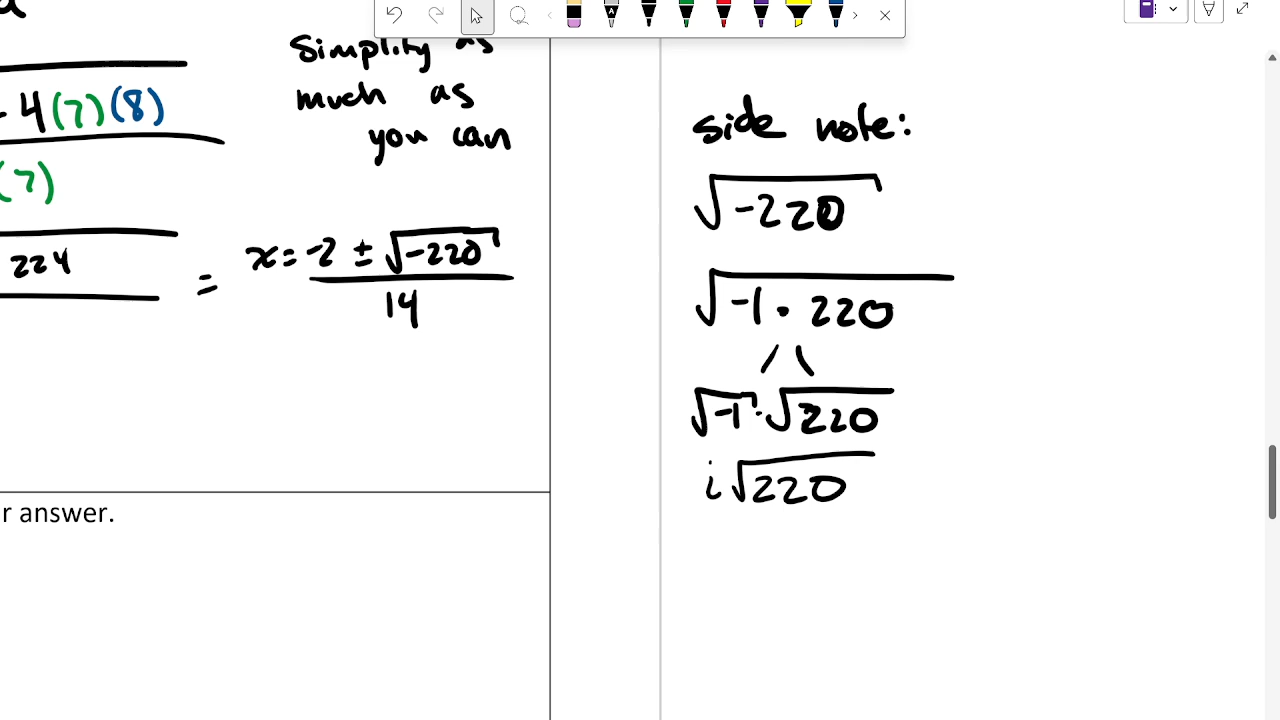 Simplify as
much as
you can
- 4(7)(8)
(7)
224
=
x = -2 ± √-220
14
r answer.
side note:
√-220
√-1 · 220
√-1 · √220
i√220